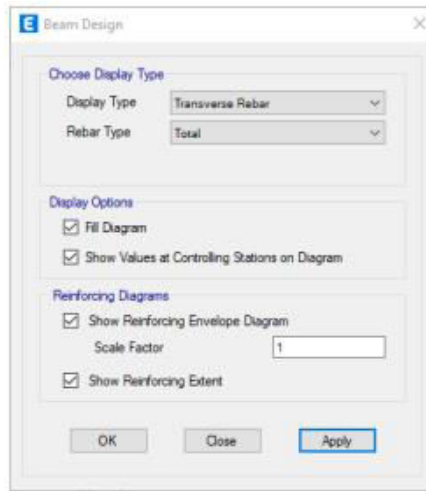 E Beam Design
Choose Display Type
Display Type Transverse Rebar
Rebar Type Total
Display Options
Fill Diagram
Show Values at Controlling Stations on Diagram
Reinforcing Diagrams
Show Reinforcing Envelope Diagram
Scale Factor 1
Show Reinforcing Extent
OK Close Apply